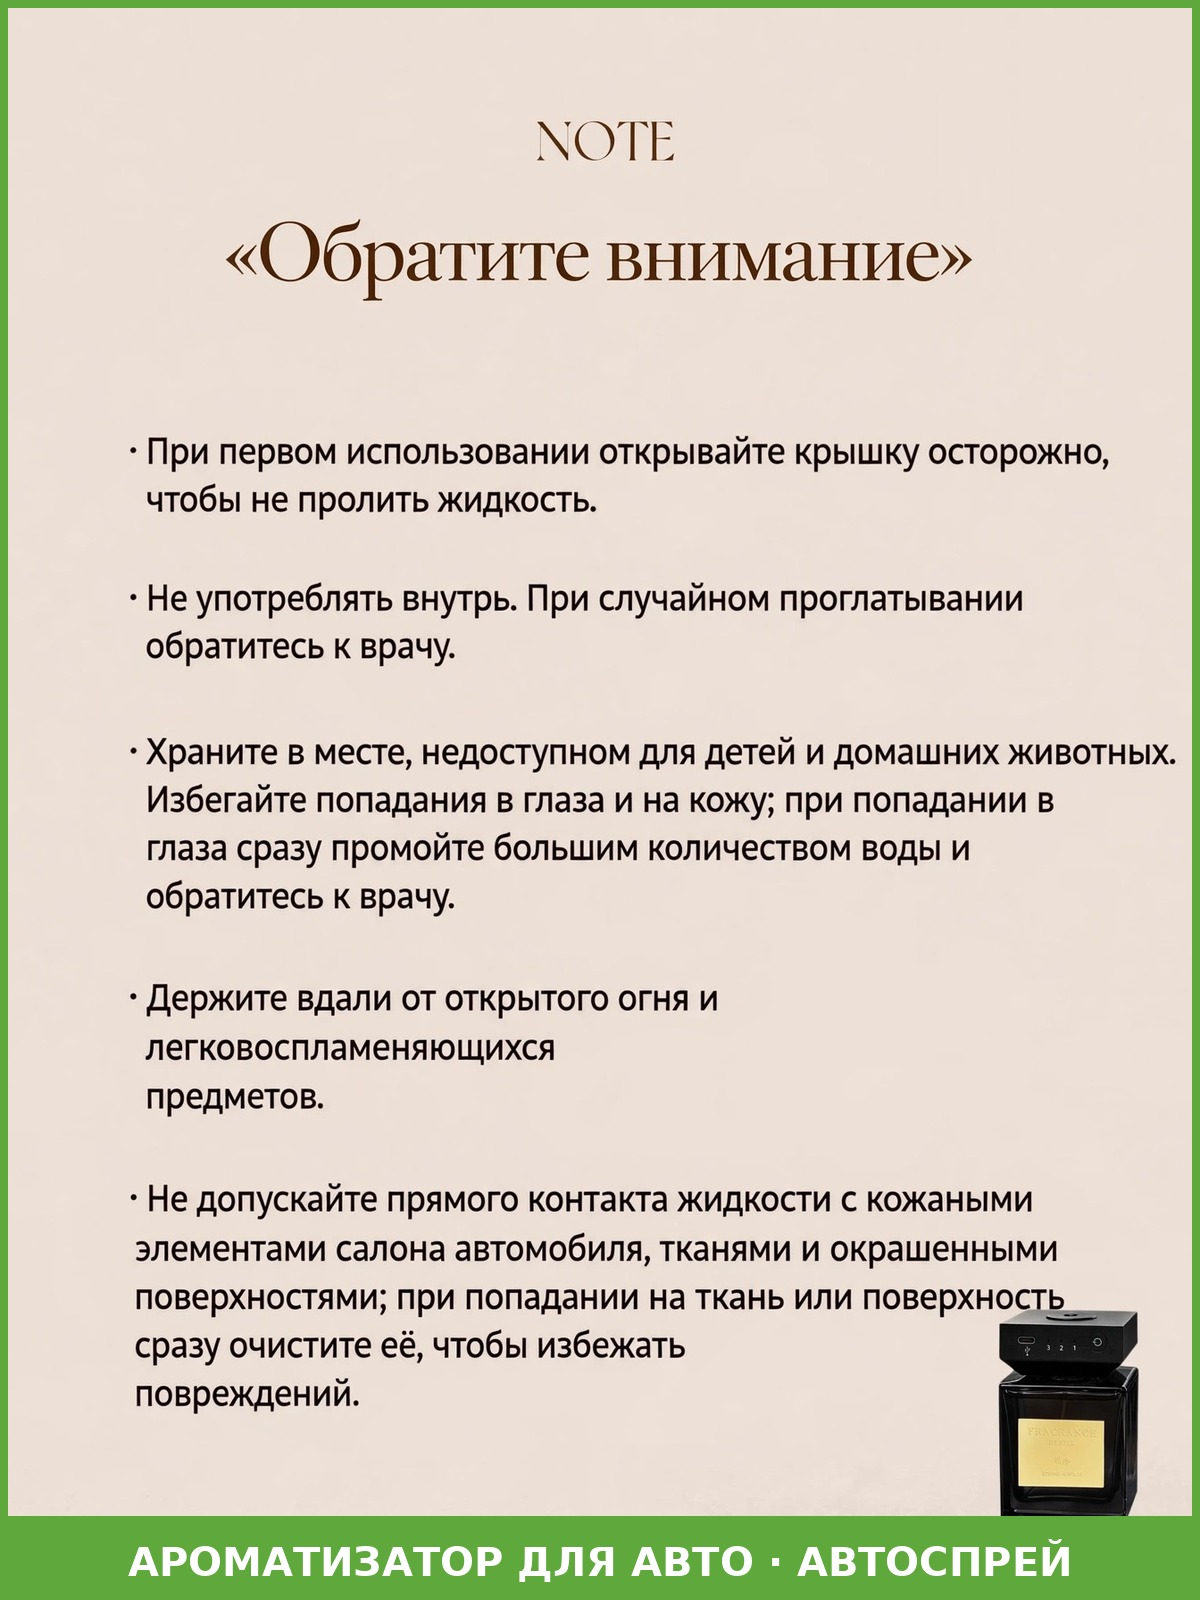 NOTE
«Обратите внимание»
· При первом использовании открывайте крышку осторожно,
чтобы не пролить жидкость.
· Не употреблять внутрь. При случайном проглатывании
обратитесь к врачу.
· Храните в месте, недоступном для детей и домашних животных.
Избегайте попадания в глаза и на кожу; при попадании в
глаза сразу промойте большим количеством воды и
обратитесь к врачу.
· Держите вдали от открытого огня и
легковоспламеняющихся
предметов.
· Не допускайте прямого контакта жидкости с кожаными
элементами салона автомобиля, тканями и окрашенными
поверхностями; при попадании на ткань или поверхность
сразу очистите её, чтобы избежать
повреждений.
3 2 1
FRAGRANCE
АРОМАТИЗАТОР ДЛЯ АВТО · АВТОСПРЕЙ